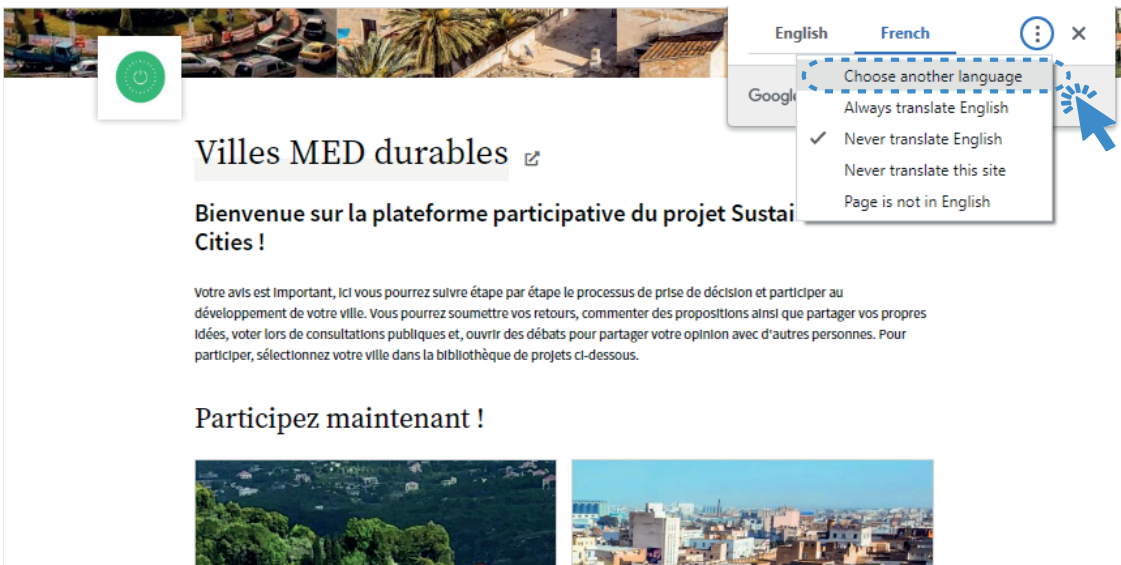 English French
Choose another language
Google
Always translate English
Never translate English
Never translate this site
Page is not in English
Villes MED durables
Bienvenue sur la plateforme participative du projet
Cities !
Votre avis est important, ici vous pourrez suivre étape par étape le processus de prise de décision et participer au
développement de votre ville. Vous pourrez soumettre vos retours, commenter des propositions ainsi que partager vos propres
idées, voter lors de consultations publiques et, ouvrir des débats pour partager votre opinion avec d'autres personnes. Pour
participer, sélectionnez votre ville dans la bibliothèque de projets ci-dessous.
Participez maintenant !